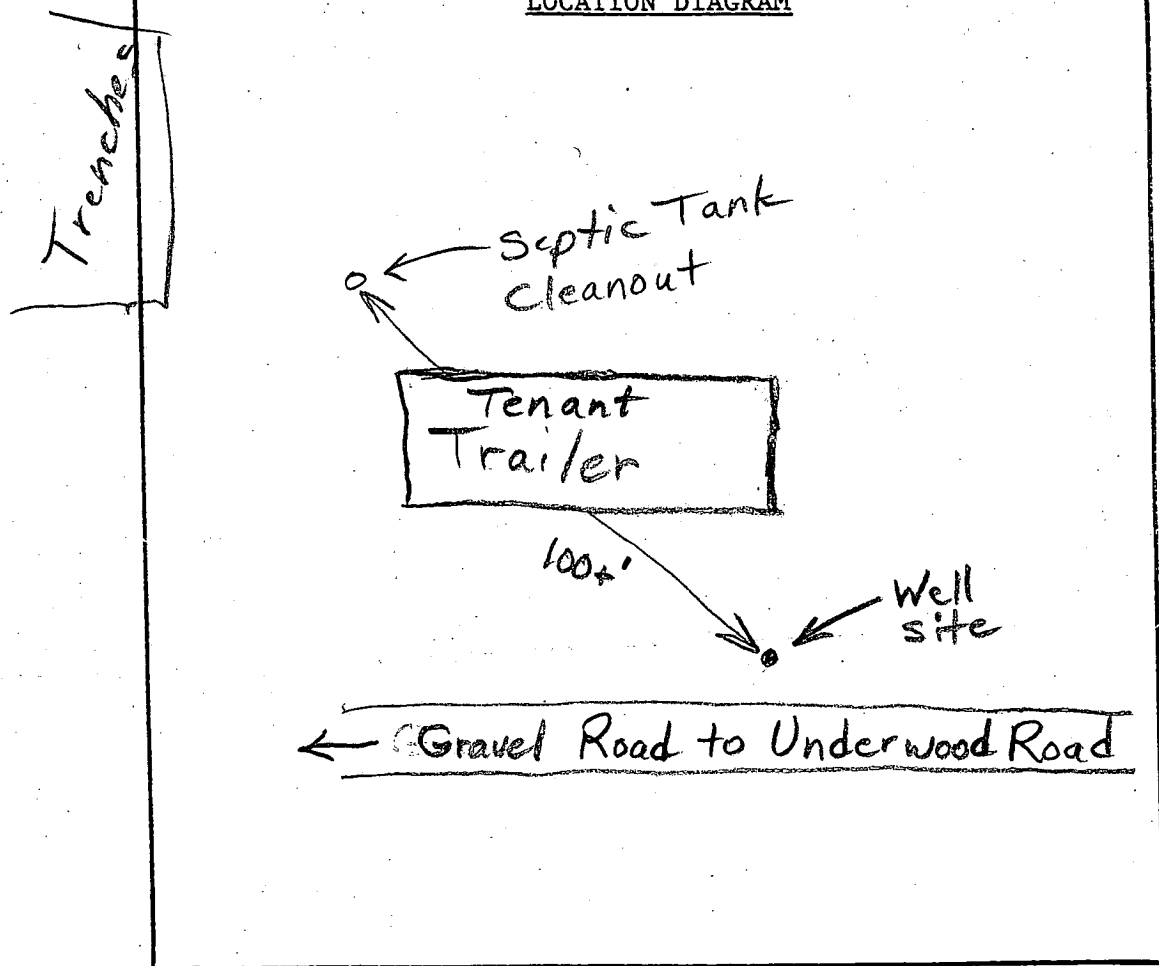 LOCATION DIAGRAM
Trenches
Septic Tank
Cleanout
Tenant
Trailer
100+'
Well
site
Gravel Road to Underwood Road